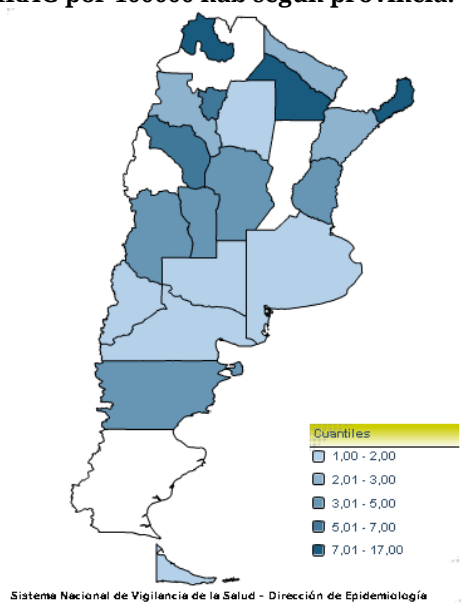 por 100000 hab según provincia.
Cuantiles
1,00 - 2,00
2,01 - 3,00
3,01 - 5,00
5,01 - 7,00
7,01 - 17,00
Sistema Nacional de Vigilancia de la Salud - Dirección de Epidemiología